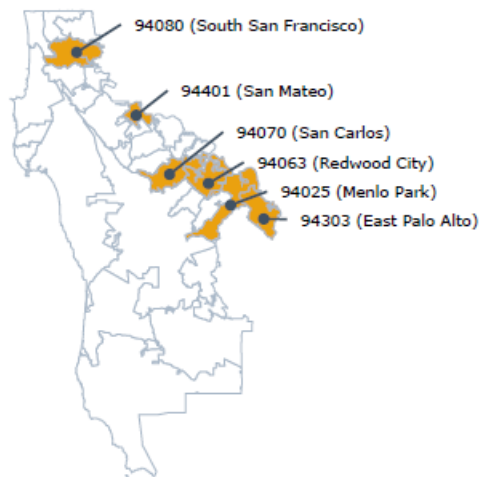 94080 (South San Francisco)
94401 (San Mateo)
94070 (San Carlos)
94063 (Redwood City)
94025 (Menlo Park)
94303 (East Palo Alto)